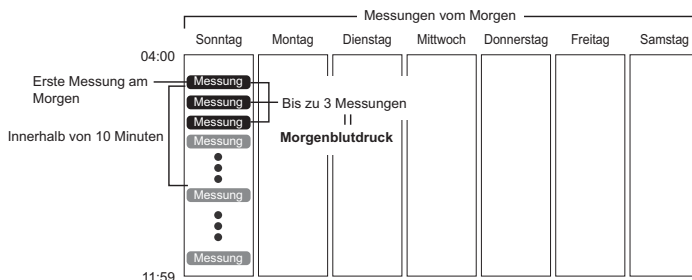 Messungen vom Morgen
Sonntag Montag Dienstag Mittwoch Donnerstag Freitag Samstag
04:00
Erste Messung am
Morgen
Messung
Messung
Bis zu 3 Messungen
Messung
Innerhalb von 10 Minuten
Messung
Morgenblutdruck
Messung
Messung
11:59